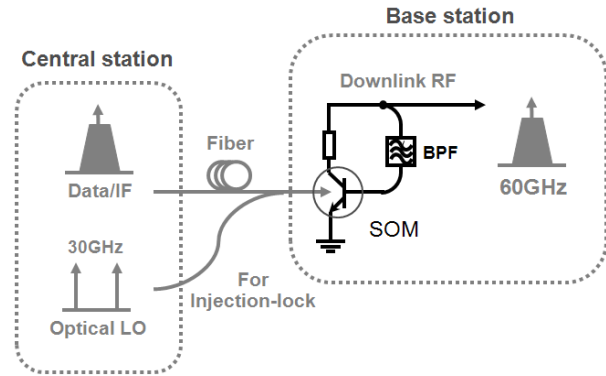 Base station
Central station
Downlink RF
Fiber
BPF
Data/IF
60GHz
SOM
30GHz
For
Injection-lock
Optical LO